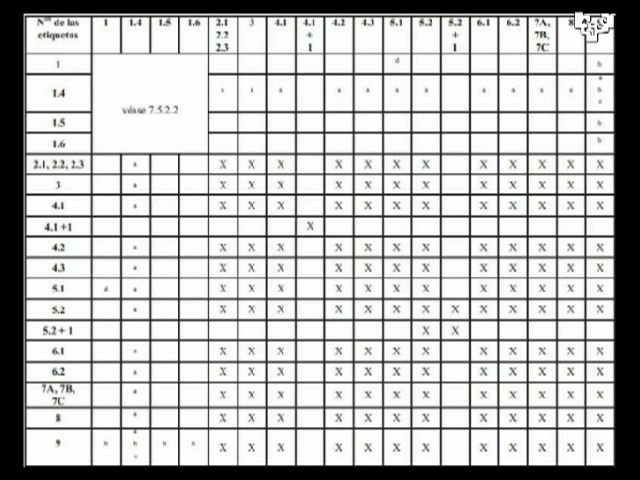 Nos de las etiquetas 1 1.4 1.5 1.6 2.1 2.2 2.3 3 4.1 4.1 + 1 4.2 4.3 5.1 5.2 5.2 + 1 6.1 6.2 7A, 7B, 7C 8
1 d b
1.4 a a a a a a a a a a a a b c
véase 7.5.2.2
1.5 b
1.6 b
2.1, 2.2, 2.3 a X X X X X X X X X X X X
3 a X X X X X X X X X X X X
4.1 a X X X X X X X X X X X X
4.1 +1 X
4.2 a X X X X X X X X X X X X
4.3 a X X X X X X X X X X X X
5.1 d a X X X X X X X X X X X X
5.2 a X X X X X X X X X X X X X
5.2 + 1 X X
6.1 a X X X X X X X X X X X X
6.2 a X X X X X X X X X X X X
7A, 7B, 7C a X X X X X X X X X X X X
8 a X X X X X X X X X X X X
9 b a b c b b X X X X X X X X X X X X